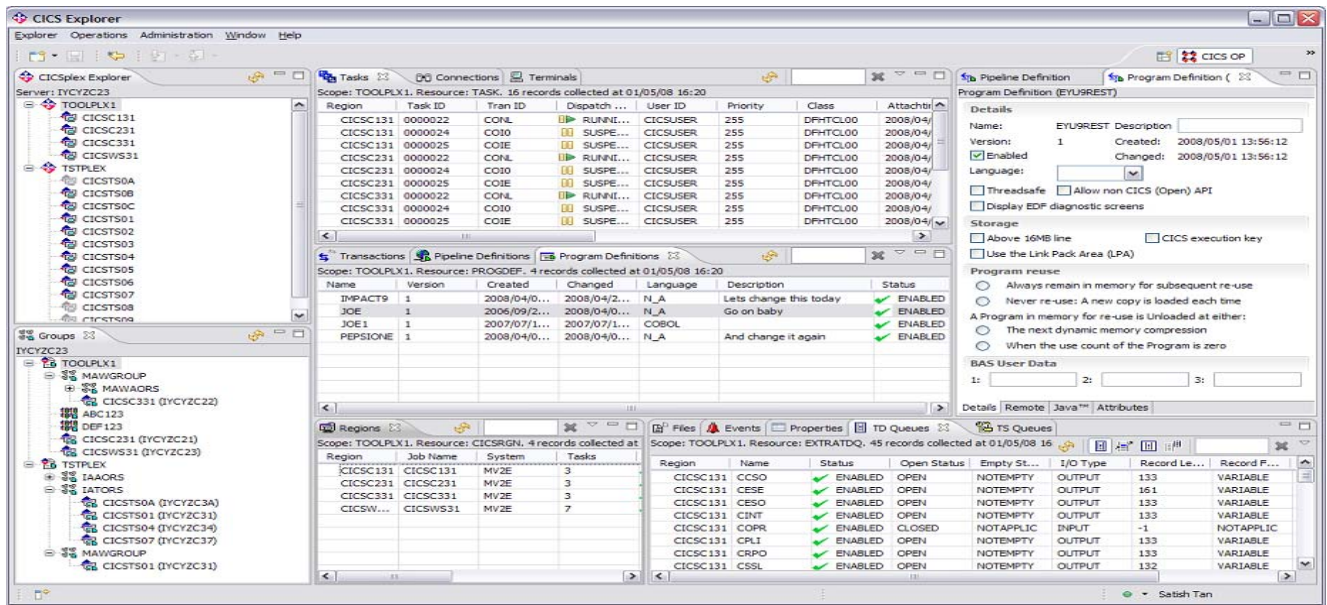 CICS Explorer
Explorer Operations Administration Window Help
CICS OP
CICSplex Explorer
Server: IYCYZC23
TOOLPLX1
CICSC131
CICSC231
CICSC331
CICSWS31
TSTPLEX
CICSTS0A
CICSTS0B
CICSTS0C
CICSTS01
CICSTS02
CICSTS03
CICSTS04
CICSTS05
CICSTS06
CICSTS07
CICSTS08
CICSTS09
Groups
IYCYZC23
TOOLPLX1
MAWGROUP
MAWAORS
CICSC331 (IYCYZC22)
ABC123
DEF123
CICSC231 (IYCYZC21)
CICSWS31 (IYCYZC23)
TSTPLEX
IAAORS
IATORS
CICSTS0A (IYCYZC3A)
CICSTS01 (IYCYZC31)
CICSTS04 (IYCYZC34)
CICSTS07 (IYCYZC37)
MAWGROUP
CICSTS01 (IYCYZC31)
Tasks Connections Terminals
Scope: TOOLPLX1. Resource: TASK. 16 records collected at 01/05/08 16:20
Region Task ID Tran ID Dispatch ... User ID Priority Class Attachtir
CICSC131 0000022 CONL RUNNI... CICSUSER 255 DFHTCL00 2008/04/
CICSC131 0000024 COI0 SUSPE... CICSUSER 255 DFHTCL00 2008/04/
CICSC131 0000025 COIE SUSPE... CICSUSER 255 DFHTCL00 2008/04/
CICSC231 0000022 CONL RUNNI... CICSUSER 255 DFHTCL00 2008/04/
CICSC231 0000024 COI0 SUSPE... CICSUSER 255 DFHTCL00 2008/04/
CICSC231 0000025 COIE SUSPE... CICSUSER 255 DFHTCL00 2008/04/
CICSC331 0000022 CONL RUNNI... CICSUSER 255 DFHTCL00 2008/04/
CICSC331 0000024 COI0 SUSPE... CICSUSER 255 DFHTCL00 2008/04/
CICSC331 0000025 COIE SUSPE... CICSUSER 255 DFHTCL00 2008/04/
Transactions Pipeline Definitions Program Definitions
Scope: TOOLPLX1. Resource: PROGDEF. 4 records collected at 01/05/08 16:20
Name Version Created Changed Language Description Status
IMPACT9 1 2008/04/0... 2008/04/2... N_A Lets change this today ENABLED
JOE 1 2006/09/2... 2008/04/0... N_A Go on baby ENABLED
JOE1 1 2007/07/1... 2007/07/1... COBOL ENABLED
PEPSIONE 1 2008/04/0... 2008/04/0... N_A And change it again ENABLED
Regions
Scope: TOOLPLX1. Resource: CICSRGN. 4 records collected at
Region Job Name System Tasks
CICSC131 CICSC131 MV2E 3
CICSC231 CICSC231 MV2E 3
CICSC331 CICSC331 MV2E 3
CICSW... CICSWS31 MV2E 7
Pipeline Definition Program Definition (
Program Definition (EYU9REST)
Details
Name: EYU9REST Description
Version: 1 Created: 2008/05/01 13:56:12
Enabled Changed: 2008/05/01 13:56:12
Language:
Threadsafe Allow non CICS (Open) API
Display EDF diagnostic screens
Storage
Above 16MB line CICS execution key
Use the Link Pack Area (LPA)
Program reuse
Always remain in memory for subsequent re-use
Never re-use: A new copy is loaded each time
A Program in memory for re-use is Unloaded at either:
The next dynamic memory compression
When the use count of the Program is zero
BAS User Data
1: 2: 3:
Details Remote Java™ Attributes
Files Events Properties TD Queues TS Queues
Scope: TOOLPLX1. Resource: EXTRATDQ. 45 records collected at 01/05/08 16
Region Name Status Open Status Empty St... I/O Type Record Le... Record F...
CICSC131 CCSO ENABLED OPEN NOTEMPTY OUTPUT 133 VARIABLE
CICSC131 CESE ENABLED OPEN NOTEMPTY OUTPUT 161 VARIABLE
CICSC131 CESO ENABLED OPEN NOTEMPTY OUTPUT 133 VARIABLE
CICSC131 CINT ENABLED OPEN NOTEMPTY OUTPUT 133 VARIABLE
CICSC131 COPR ENABLED CLOSED NOTAPPLIC INPUT -1 NOTAPPLIC
CICSC131 CPLI ENABLED OPEN NOTEMPTY OUTPUT 133 VARIABLE
CICSC131 CRPO ENABLED OPEN NOTEMPTY OUTPUT 133 VARIABLE
CICSC131 CSSL ENABLED OPEN NOTEMPTY OUTPUT 132 VARIABLE
Satish Tan